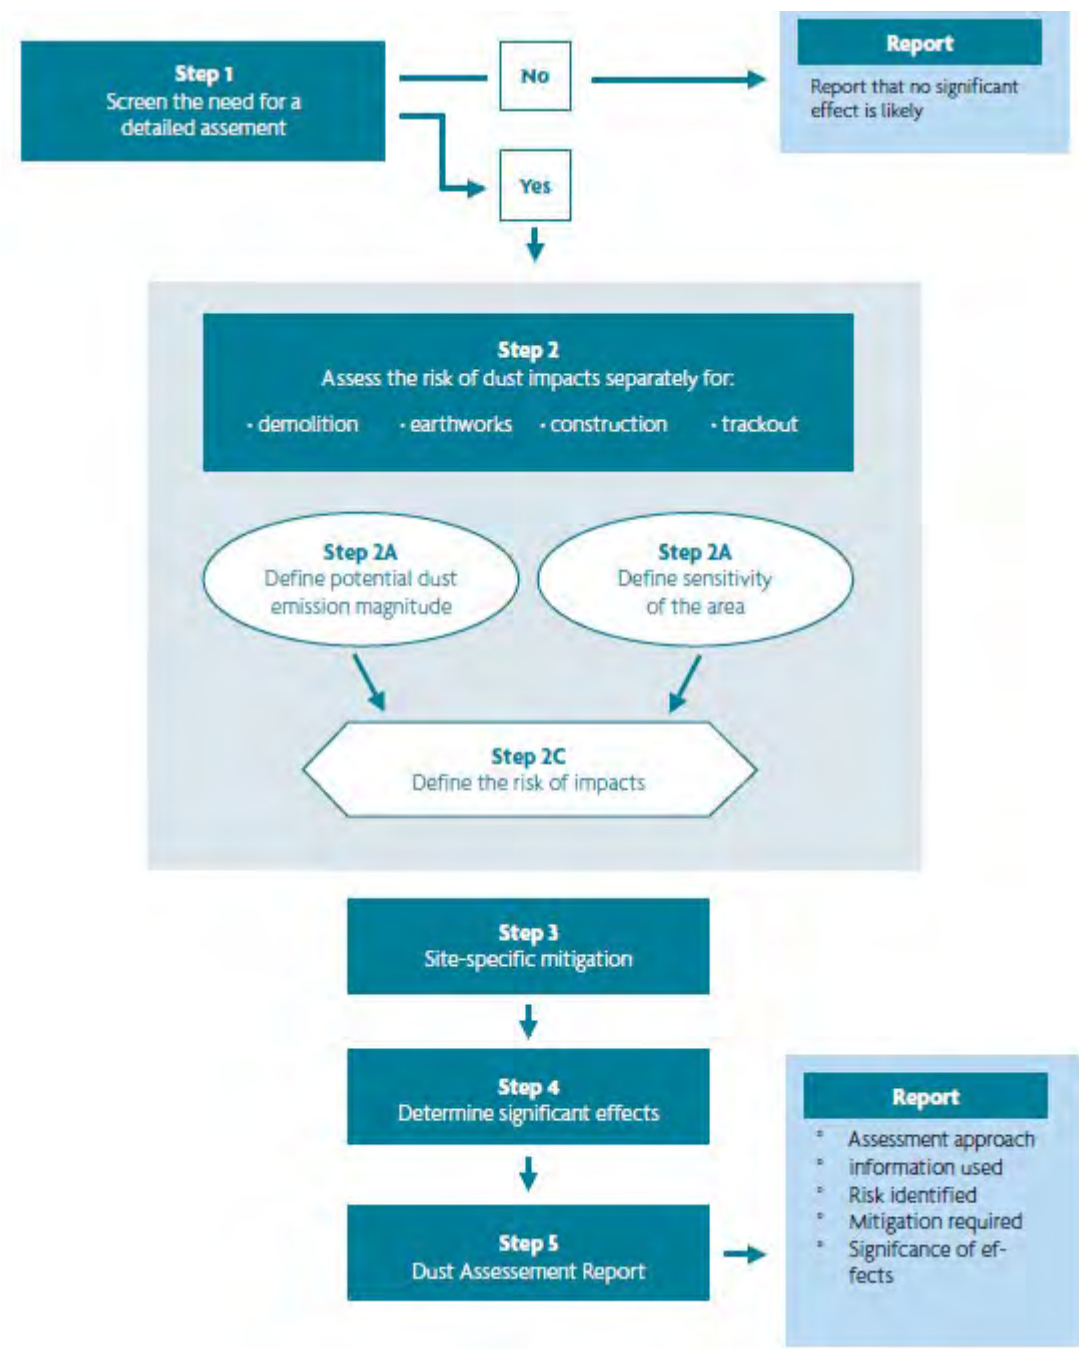 Step 1
Screen the need for a
detailed assement
No
Report
Report that no significant
effect is likely
Yes
Step 2
Assess the risk of dust impacts separately for:
· demolition · earthworks · construction · trackout
Step 2A
Define potential dust
emission magnitude
Step 2A
Define sensitivity
of the area
Step 2C
Define the risk of impacts
Step 3
Site-specific mitigation
Step 4
Determine significant effects
Step 5
Dust Assessement Report
Report
° Assessment approach
° information used
° Risk identified
° Mitigation required
° Signifcance of ef-
fects